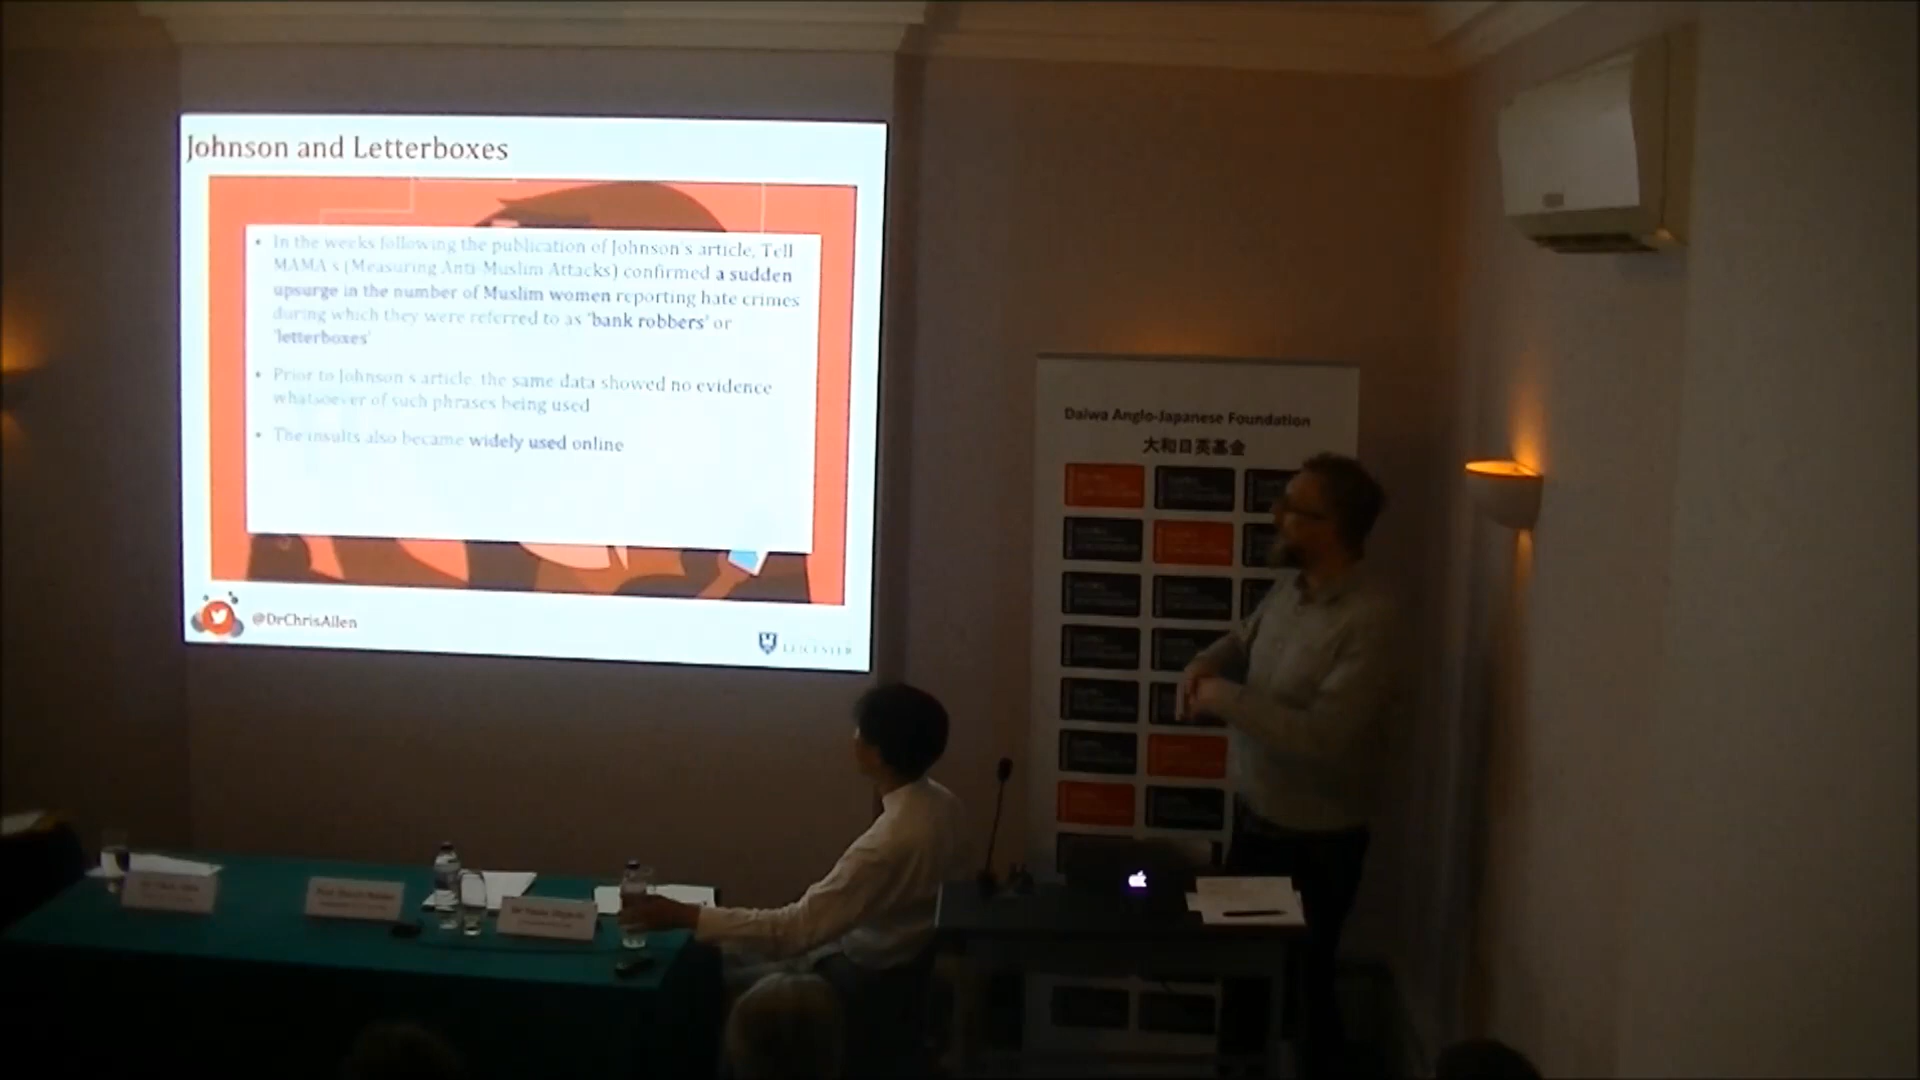 Johnson and Letterboxes
• In the weeks following the publication of Johnson's article, Tell
MAMA's (Measuring Anti-Muslim Attacks) confirmed a sudden
upsurge in the number of Muslim women reporting hate crimes
during which they were referred to as 'bank robbers' or
'letterboxes'
• Prior to Johnson's article, the same data showed no evidence
whatsoever of such phrases being used
• The insults also became widely used online
@DrChrisAllen
LEICESTER
Daiwa Anglo-Japanese Foundation
大和日英基金